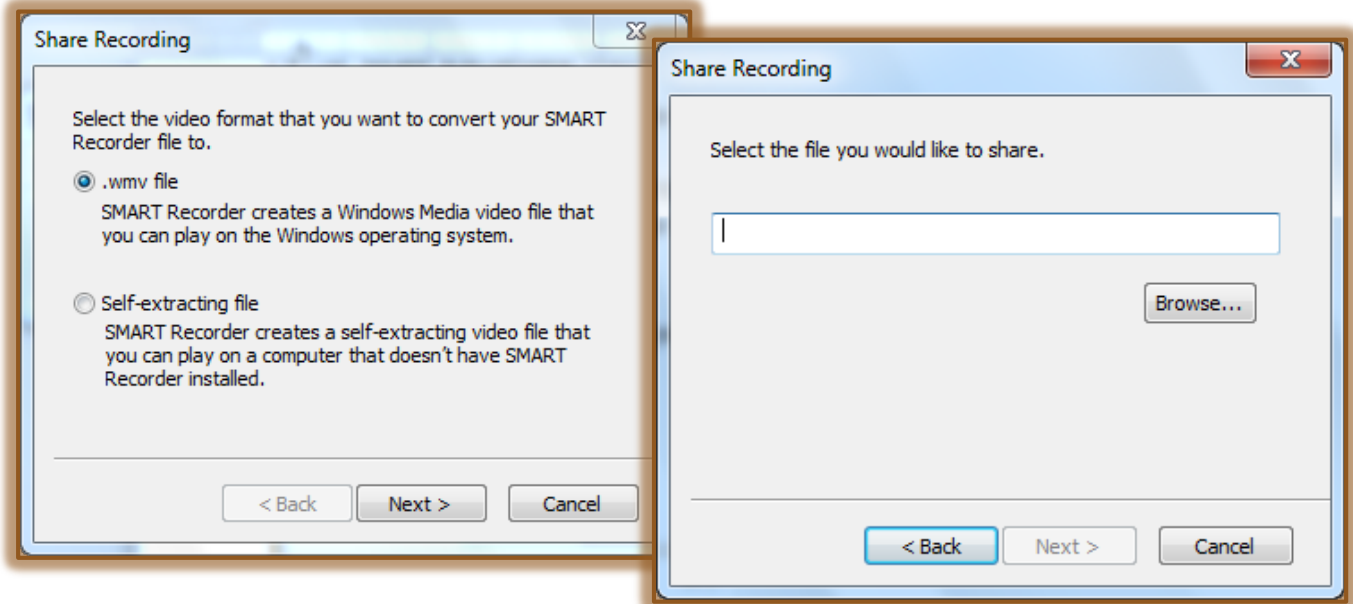 Share Recording
Select the video format that you want to convert your SMART
Recorder file to.
.wmv file
SMART Recorder creates a Windows Media video file that
you can play on the Windows operating system.
Self-extracting file
SMART Recorder creates a self-extracting video file that
you can play on a computer that doesn't have SMART
Recorder installed.
< Back Next > Cancel
Share Recording
Select the file you would like to share.
Browse...
< Back Next > Cancel